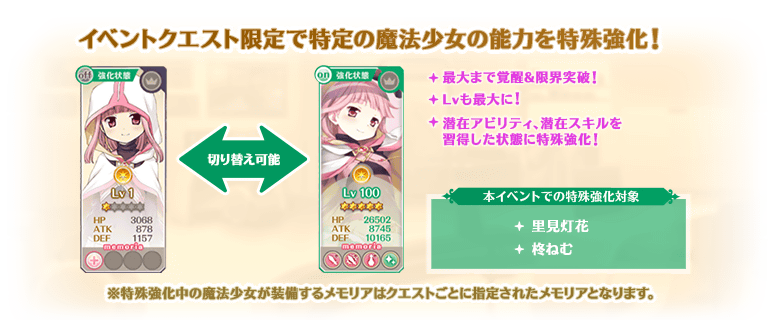 イベントクエスト限定で特定の魔法少女の能力を特殊強化！
off 強化状態
Lv 1
HP 3068
ATK 878
DEF 1157
memoria
切り替え可能
on 強化状態
Lv 100
HP 26502
ATK 8745
DEF 10165
memoria
最大まで覚醒&限界突破！
Lvも最大に！
潜在アビリティ、潜在スキルを
習得した状態に特殊強化！
本イベントでの特殊強化対象
里見灯花
柊ねむ
※特殊強化中の魔法少女が装備するメモリアはクエストごとに指定されたメモリアとなります。